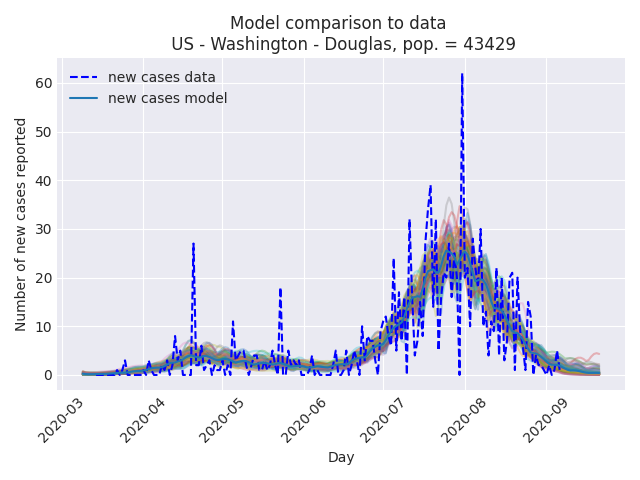 Model comparison to data
US - Washington - Douglas, pop. = 43429
new cases data
new cases model
Number of new cases reported
60
50
40
30
20
10
0
2020-03
2020-04
2020-05
2020-06
2020-07
2020-08
2020-09
Day